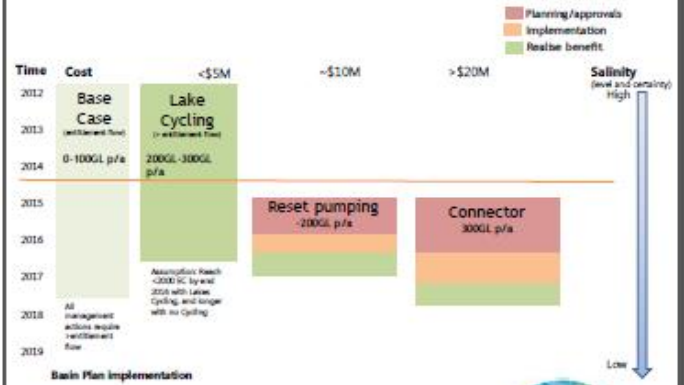 Planning/approvals
Implementation
Realise benefit
Time
Cost
<$5M
~$10M
>$20M
Salinity
(level and certainty)
High
2012
2013
2014
2015
2016
2017
2018
2019
Base
Case
(entitlement flow)
0-100GL p/a
Lake
Cycling
(> entitlement flow)
200GL-300GL
p/a
Reset pumping
~200GL p/a
Connector
300GL p/a
Assumption: Reach
<2000 EC by end
2016 with Lakes
Cycling, and longer
with no Cycling
All
management
actions require
>entitlement
flow
Low
Basin Plan implementation